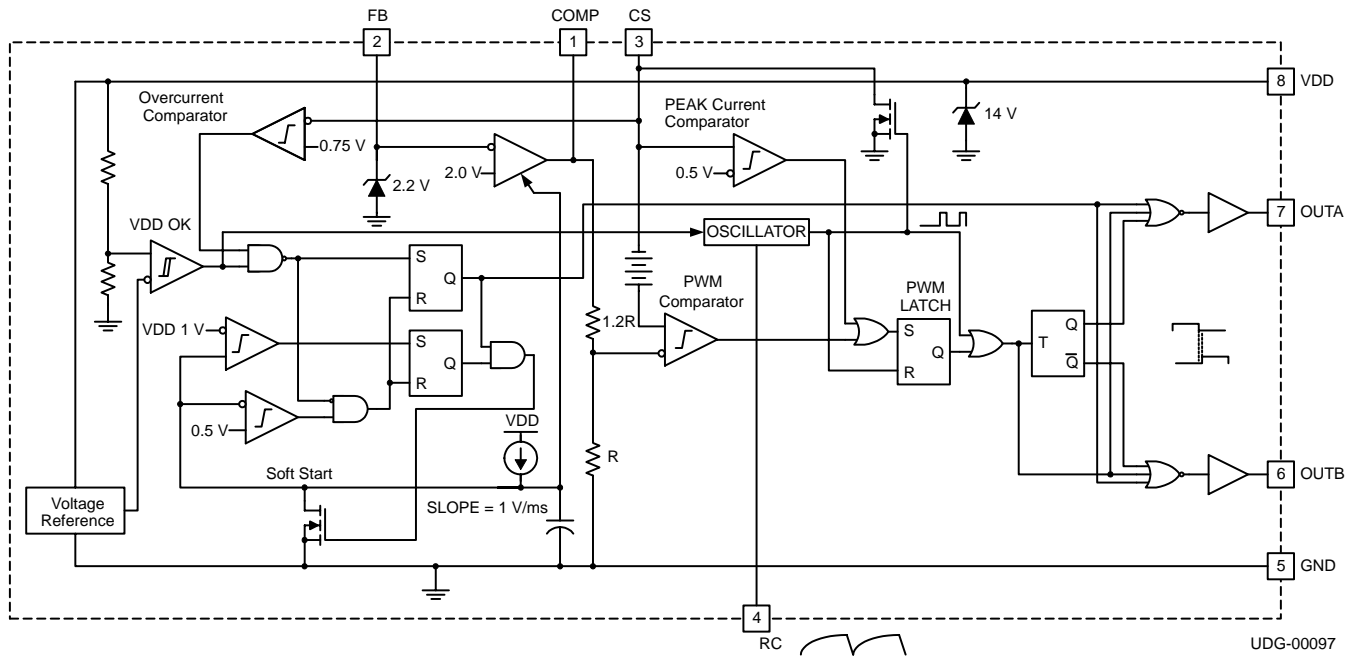 FB
COMP
CS
2
1
3
8
VDD
Overcurrent
Comparator
PEAK Current
Comparator
14 V
0.75 V
2.0 V
0.5 V
2.2 V
VDD OK
OSCILLATOR
7
OUTA
S
Q
R
PWM
Comparator
PWM
LATCH
1.2R
VDD 1 V
S
Q
R
S
Q
R
T
Q
Q̅
0.5 V
VDD
R
Soft Start
6
OUTB
Voltage
Reference
SLOPE = 1 V/ms
5
GND
4
RC
UDG-00097